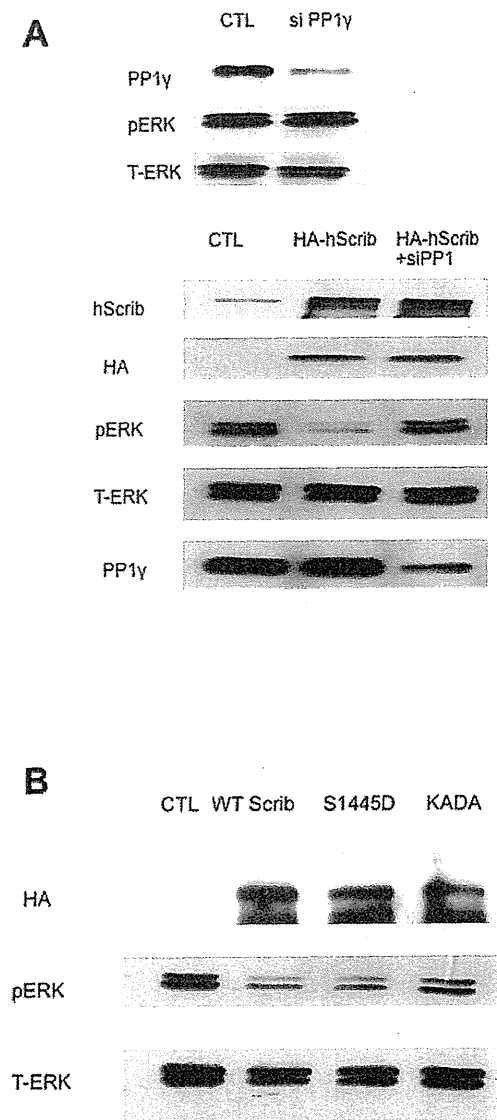 A
CTL si PP1γ
PP1γ
pERK
T-ERK
CTL HA-hScrib HA-hScrib
+siPP1
hScrib
HA
pERK
T-ERK
PP1γ
B
CTL WT Scrib S1445D KADA
HA
pERK
T-ERK